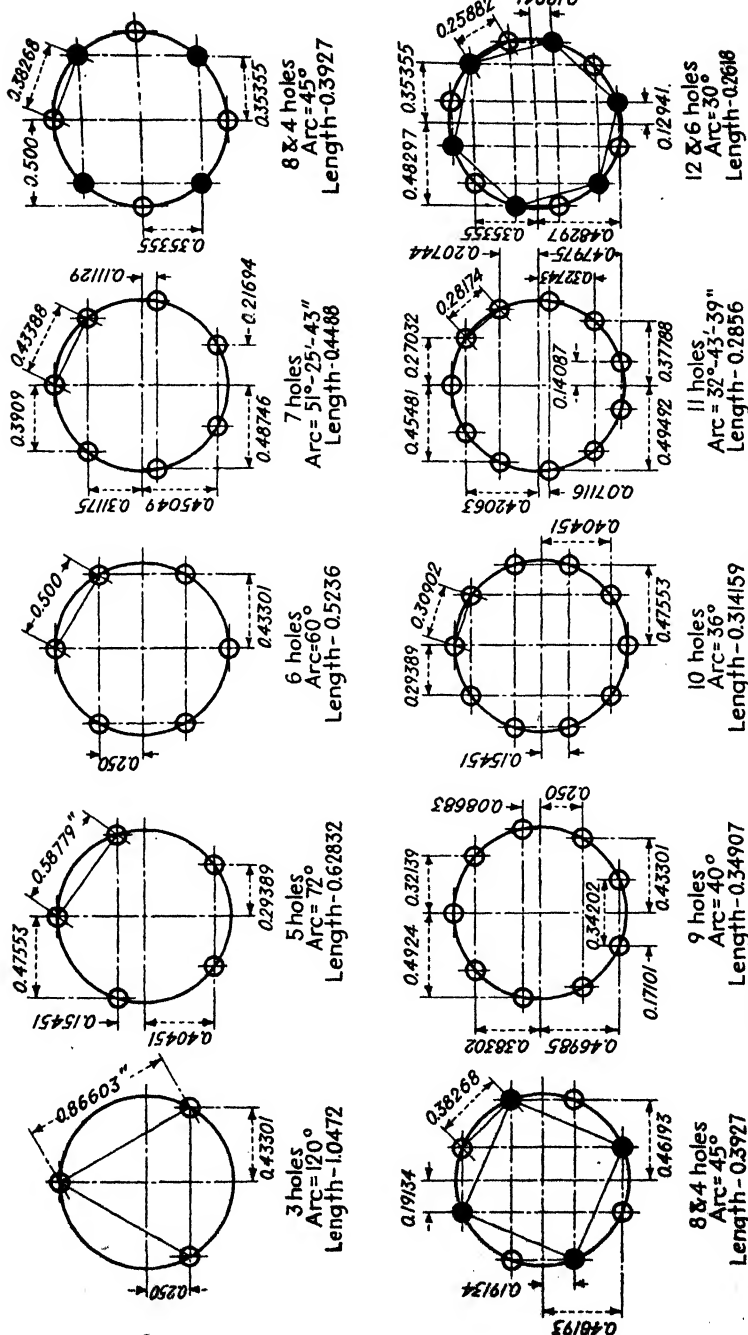 0.86603"
0.250
0.43301
3 holes
Arc=120°
Length-1.0472
0.47553
0.58779"
0.15451
0.40451
0.29389
5 holes
Arc=72°
Length-0.62832
0.500
0.250
0.43301
6 holes
Arc=60°
Length-0.5236
0.3909
0.43388
0.11129
0.31175
0.45049
0.48746
0.21694
7 holes
Arc=51°-25'-43"
Length-0.4488
0.500
0.38268
0.35355
0.35355
8 & 4 holes
Arc=45°
Length-0.3927
0.19134
0.38268
0.19134
0.46193
0.46193
8 & 4 holes
Arc=45°
Length-0.3927
0.4924
0.32139
0.08683
0.38302
0.46985
0.250
0.34202
0.17101
0.43301
9 holes
Arc=40°
Length-0.34907
0.29389
0.30902
0.15451
0.40451
0.47553
10 holes
Arc=36°
Length-0.314159
0.45481
0.27032
0.28174
0.20744
0.42063
0.14087
0.32743
0.47975
0.07116
0.49492
0.37788
11 holes
Arc=32°-43'-39"
Length-0.2856
0.48297
0.35355
0.25882
0.35355
0.48297
0.12941
12 & 6 holes
Arc=30°
Length-0.2618